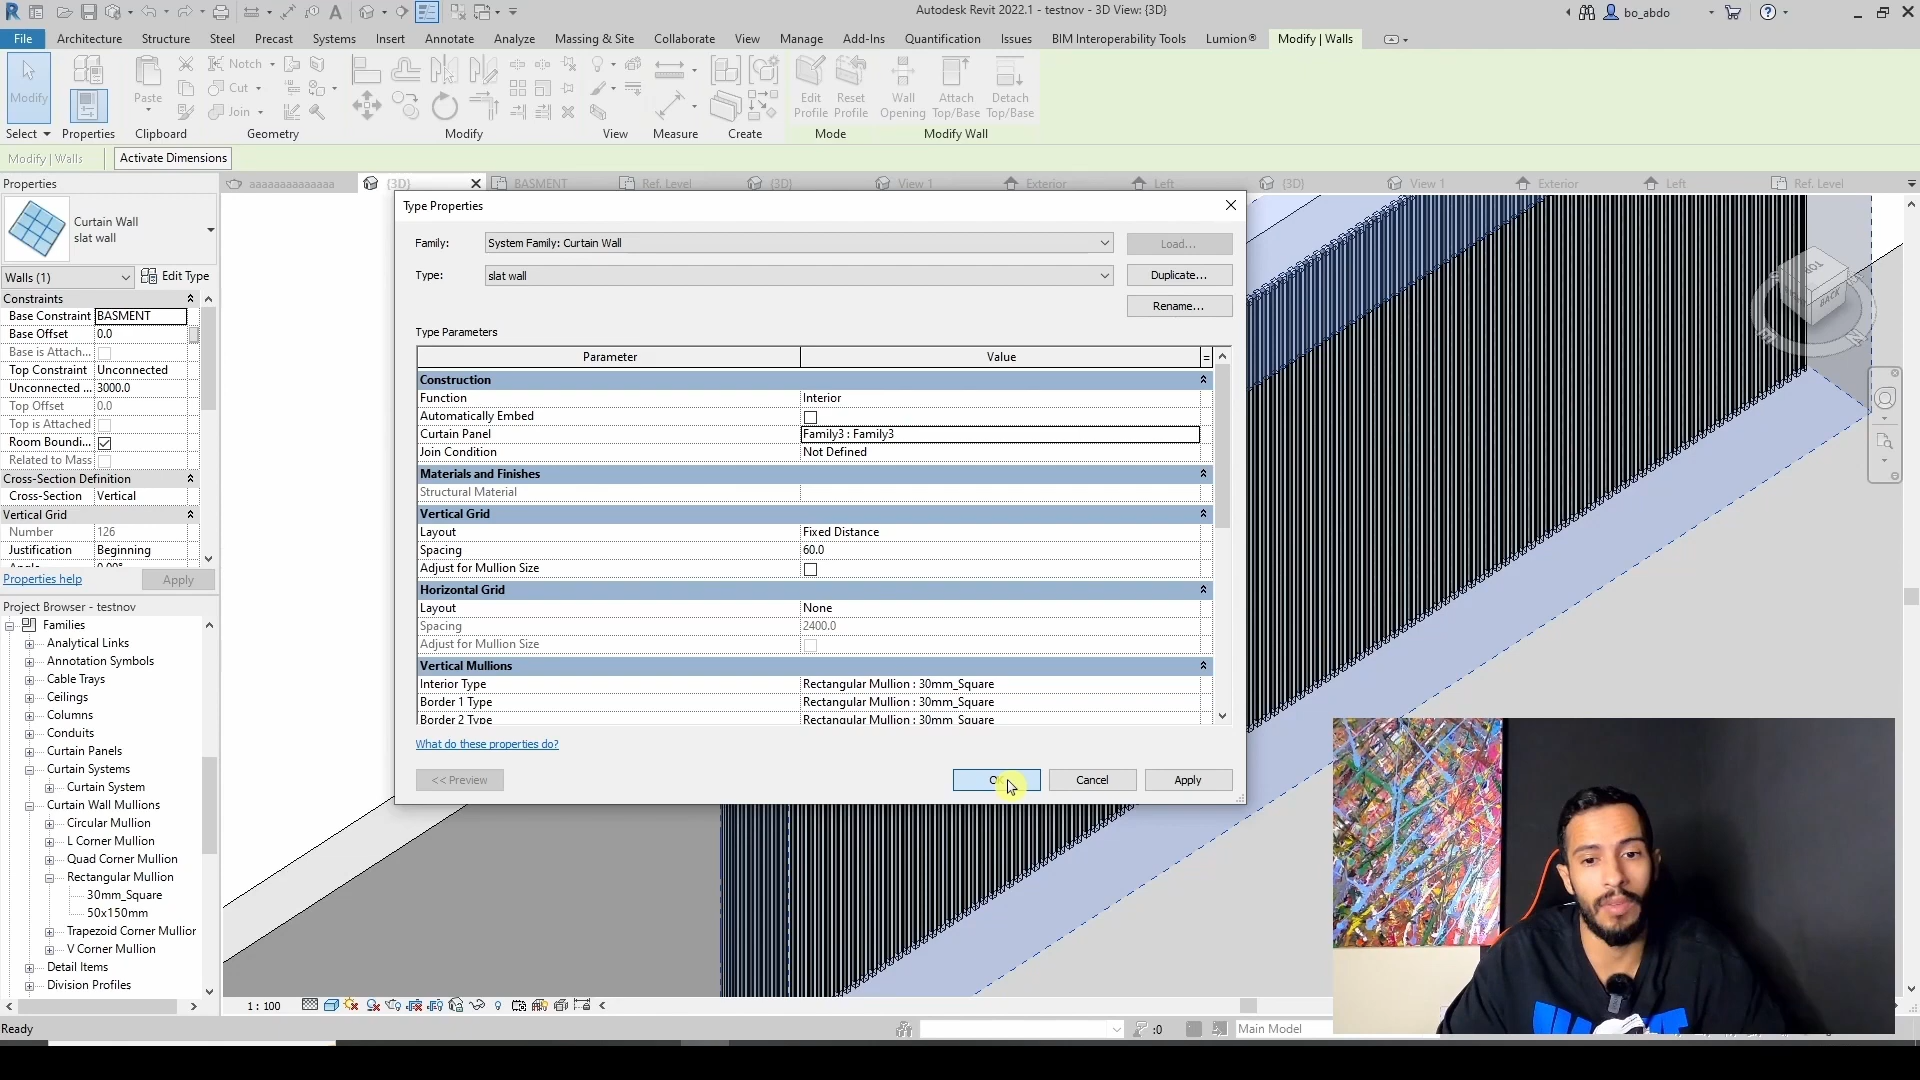 Autodesk Revit 2022.1 - testnov - 3D View: {3D}
bo_abdo
File Architecture Structure Steel Precast Systems Insert Annotate Analyze Massing & Site Collaborate View Manage Add-Ins Quantification Issues BIM Interoperability Tools Lumion® Modify | Walls
Modify
Paste
Notch
Cut
Join
Edit Profile
Reset Profile
Wall Opening
Attach Top/Base
Detach Top/Base
Select Properties Clipboard Geometry Modify View Measure Create Mode Modify Wall
Modify | Walls Activate Dimensions
aaaaaaaaaaaaaa {3D} BASMENT Ref. Level {3D} View 1 Exterior Left {3D} View 1 Exterior Left Ref. Level
Properties
Curtain Wall
slat wall
Walls (1) Edit Type
Constraints
Base Constraint BASMENT
Base Offset 0.0
Base is Attach...
Top Constraint Unconnected
Unconnected ... 3000.0
Top Offset 0.0
Top is Attached
Room Boundi...
Related to Mass
Cross-Section Definition
Cross-Section Vertical
Vertical Grid
Number 126
Justification Beginning
Properties help Apply
Project Browser - testnov
Families
Analytical Links
Annotation Symbols
Cable Trays
Ceilings
Columns
Conduits
Curtain Panels
Curtain Systems
Curtain System
Curtain Wall Mullions
Circular Mullion
L Corner Mullion
Quad Corner Mullion
Rectangular Mullion
30mm_Square
50x150mm
Trapezoid Corner Mullion
V Corner Mullion
Detail Items
Division Profiles
Type Properties
Family: System Family: Curtain Wall Load...
Type: slat wall Duplicate...
Rename...
Type Parameters
Parameter Value =
Construction
Function Interior
Automatically Embed
Curtain Panel Family3 : Family3
Join Condition Not Defined
Materials and Finishes
Structural Material
Vertical Grid
Layout Fixed Distance
Spacing 60.0
Adjust for Mullion Size
Horizontal Grid
Layout None
Spacing 2400.0
Adjust for Mullion Size
Vertical Mullions
Interior Type Rectangular Mullion : 30mm_Square
Border 1 Type Rectangular Mullion : 30mm_Square
Border 2 Type Rectangular Mullion : 30mm_Square
What do these properties do?
<< Preview OK Cancel Apply
TOP
BACK
1 : 100
Ready :0 Main Model